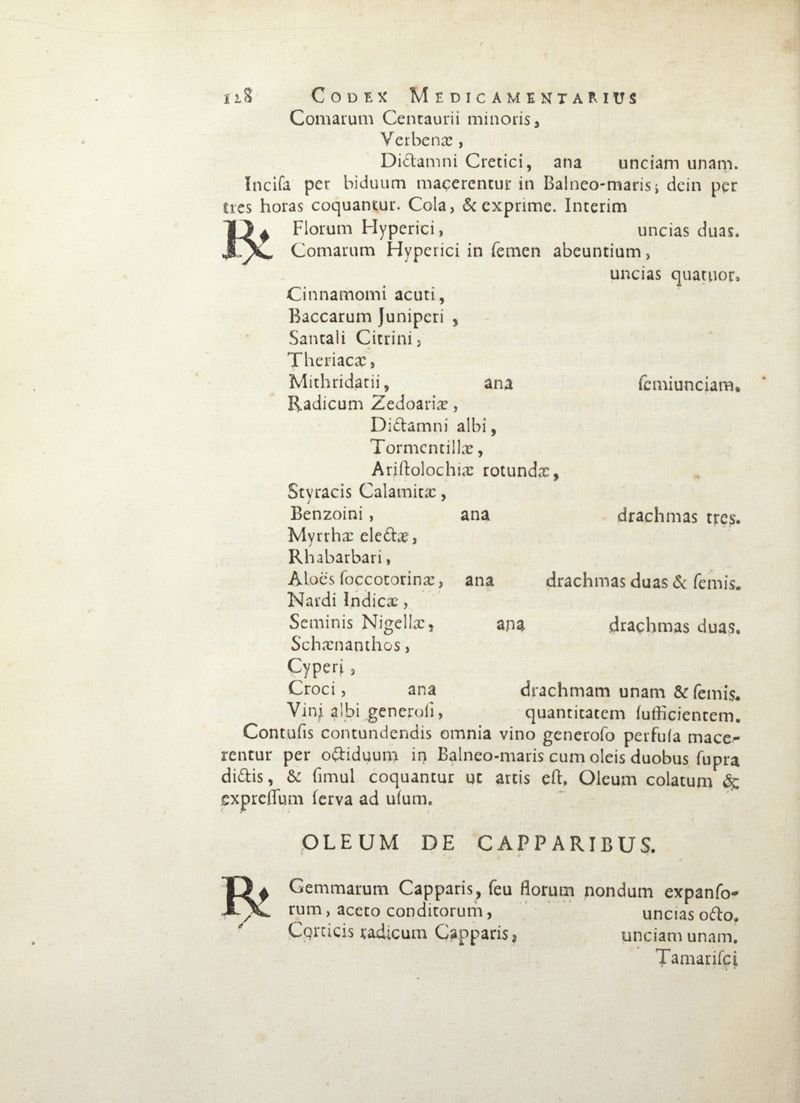 128 CODEX MEDICAMENTARIUS
Comarum Centaurii minoris,
Verbenæ,
Dictamni Cretici, ana unciam unam.
Inciſa per biduum macerentur in Balneo-maris; dein per
tres horas coquantur. Cola, & exprime. Interim
℞ Florum Hyperici, uncias duas.
Comarum Hyperici in ſemen abeuntium,
uncias quatuor.
Cinnamomi acuti,
Baccarum Juniperi ,
Santali Citrini,
Theriacæ,
Mithridatii, ana ſemiunciam.
Radicum Zedoariæ,
Dictamni albi,
Tormentillæ,
Ariſtolochiæ rotundæ,
Styracis Calamitæ,
Benzoini, ana drachmas tres.
Myrrhæ electæ,
Rhabarbari,
Aloës ſoccotorinæ, ana drachmas duas & ſemis.
Nardi Indicæ,
Seminis Nigellæ, ana drachmas duas.
Schænanthos,
Cyperi,
Croci, ana drachmam unam & ſemis.
Vini albi generoſi, quantitatem ſufficientem.
Contuſis contundendis omnia vino generoſo perfuſa mace-
rentur per octiduum in Balneo-maris cum oleis duobus ſupra
dictis, & ſimul coquantur ut artis eſt. Oleum colatum &
expreſſum ſerva ad uſum.
OLEUM DE CAPPARIBUS.
℞ Gemmarum Capparis, ſeu florum nondum expanſo-
rum, aceto conditorum, uncias octo.
Corticis radicum Capparis, unciam unam.
Tamariſci